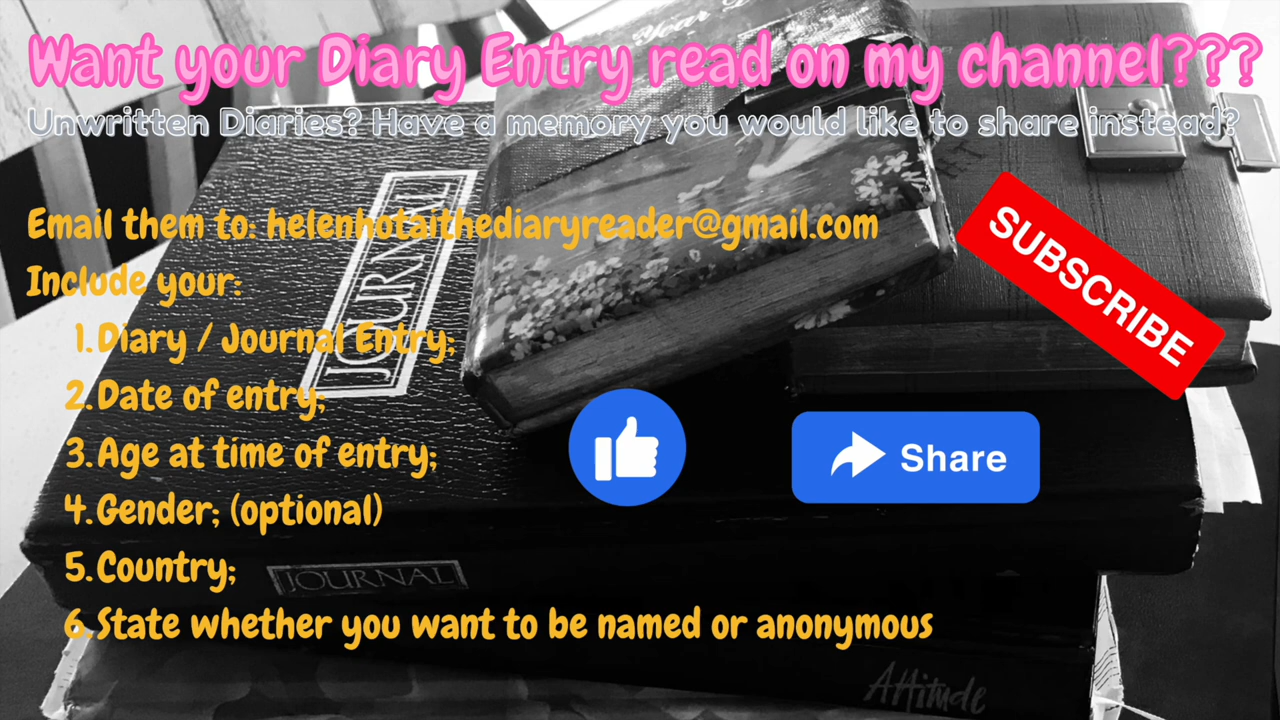 Want your Diary Entry read on my channel???
Unwritten Diaries? Have a memory you would like to share instead?
Email them to: helenhotaithediaryreader@gmail.com
Include your:
1. Diary / Journal Entry;
2. Date of entry;
3. Age at time of entry;
4. Gender; (optional)
5. Country;
6. State whether you want to be named or anonymous
SUBSCRIBE
Share
JOURNAL
JOURNAL
Year
Attitude